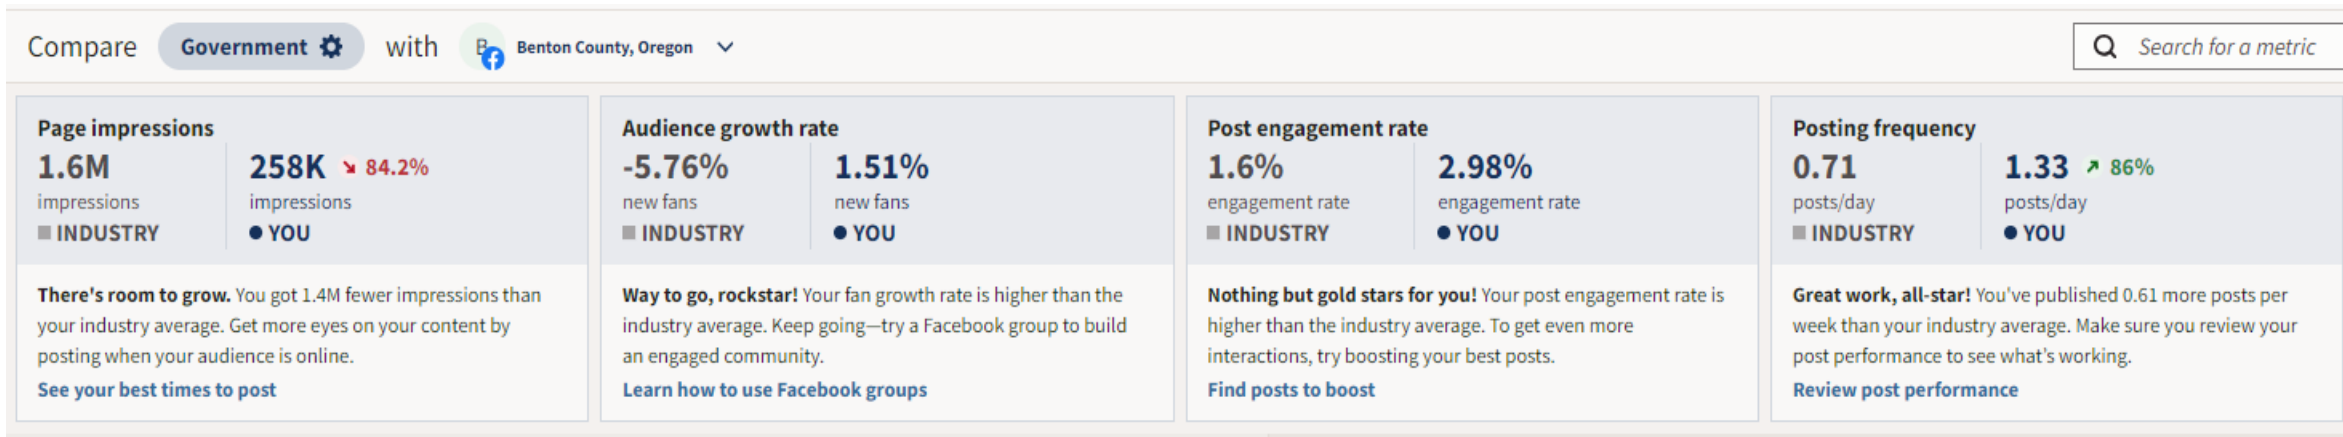 Compare Government with B Benton County, Oregon
Search for a metric
Page impressions
1.6M
impressions
INDUSTRY
258K 84.2%
impressions
YOU
There's room to grow. You got 1.4M fewer impressions than
your industry average. Get more eyes on your content by
posting when your audience is online.
See your best times to post
Audience growth rate
-5.76%
new fans
INDUSTRY
1.51%
new fans
YOU
Way to go, rockstar! Your fan growth rate is higher than the
industry average. Keep going—try a Facebook group to build
an engaged community.
Learn how to use Facebook groups
Post engagement rate
1.6%
engagement rate
INDUSTRY
2.98%
engagement rate
YOU
Nothing but gold stars for you! Your post engagement rate is
higher than the industry average. To get even more
interactions, try boosting your best posts.
Find posts to boost
Posting frequency
0.71
posts/day
INDUSTRY
1.33 86%
posts/day
YOU
Great work, all-star! You've published 0.61 more posts per
week than your industry average. Make sure you review your
post performance to see what's working.
Review post performance